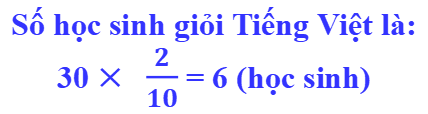 Số học sinh giỏi Tiếng Việt là:
30 × 2/10 = 6 (học sinh)